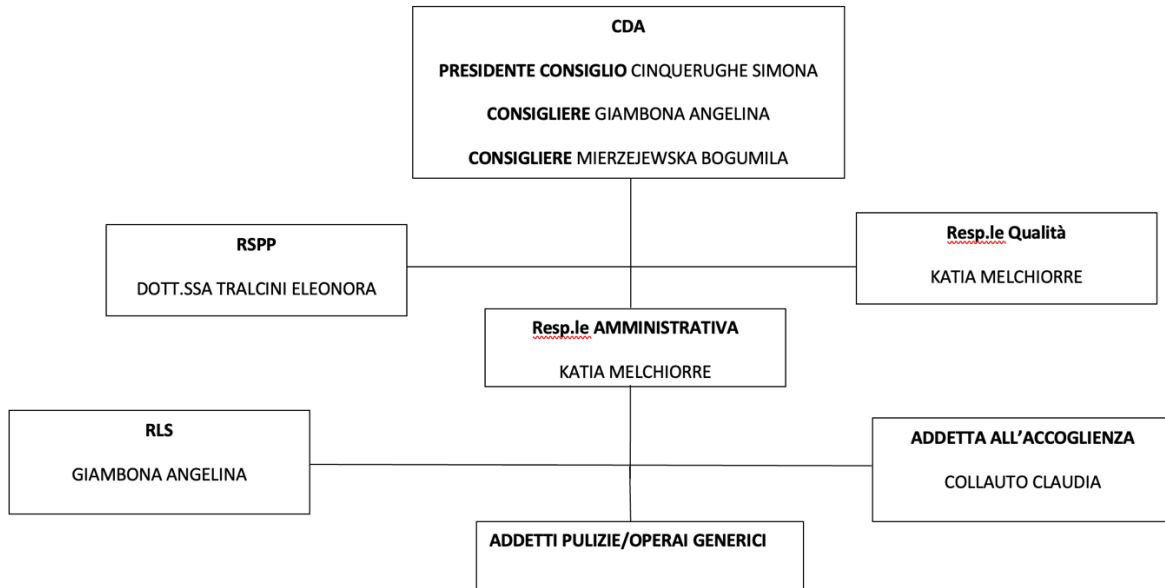 CDA
PRESIDENTE CONSIGLIO CINQUERUGHE SIMONA
CONSIGLIERE GIAMBONA ANGELINA
CONSIGLIERE MIERZEJEWSKA BOGUMILA
RSPP
DOTT.SSA TRALCINI ELEONORA
Resp.le Qualità
KATIA MELCHIORRE
Resp.le AMMINISTRATIVA
KATIA MELCHIORRE
RLS
GIAMBONA ANGELINA
ADDETTA ALL’ACCOGLIENZA
COLLAUTO CLAUDIA
ADDETTI PULIZIE/OPERAI GENERICI